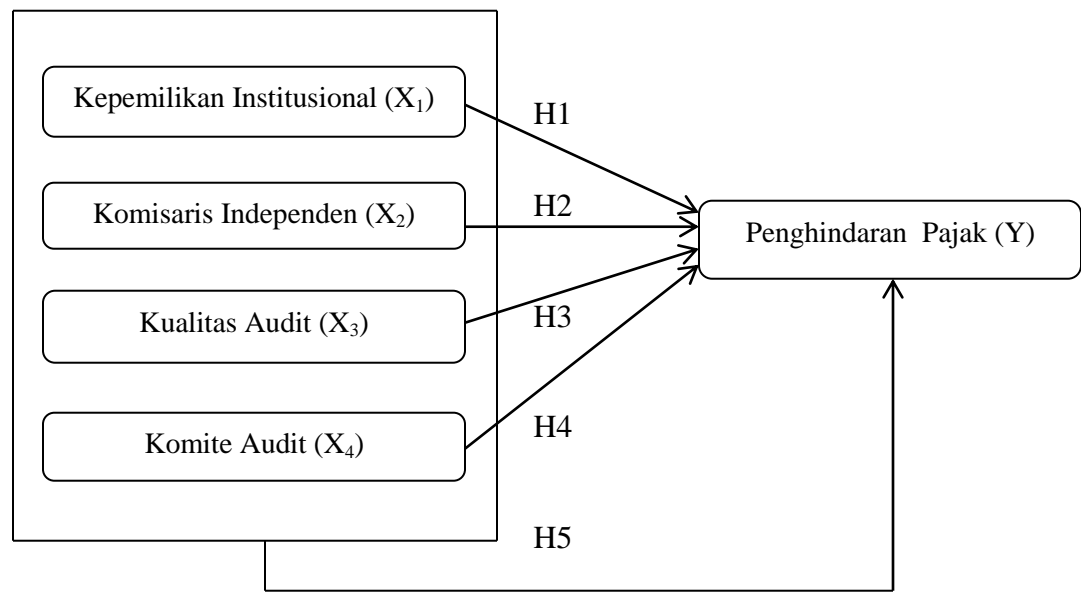 Kepemilikan Institusional (X₁)
H1
Komisaris Independen (X₂)
H2
Penghindaran Pajak (Y)
Kualitas Audit (X₃)
H3
Komite Audit (X₄)
H4
H5